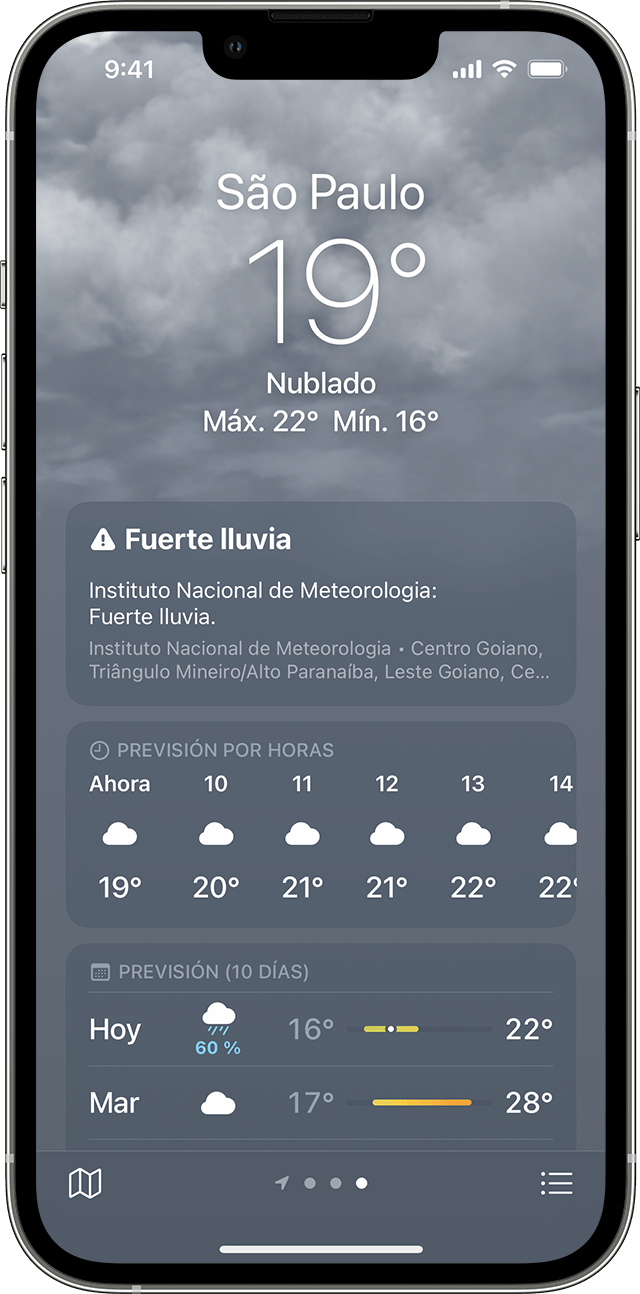 9:41
São Paulo
19°
Nublado
Máx. 22° Mín. 16°
Fuerte lluvia
Instituto Nacional de Meteorologia:
Fuerte lluvia.
Instituto Nacional de Meteorologia • Centro Goiano,
Triângulo Mineiro/Alto Paranaíba, Leste Goiano, Ce...
PREVISIÓN POR HORAS
Ahora 10 11 12 13 14
19° 20° 21° 21° 22° 22°
PREVISIÓN (10 DÍAS)
Hoy 60 % 16° 22°
Mar 17° 28°